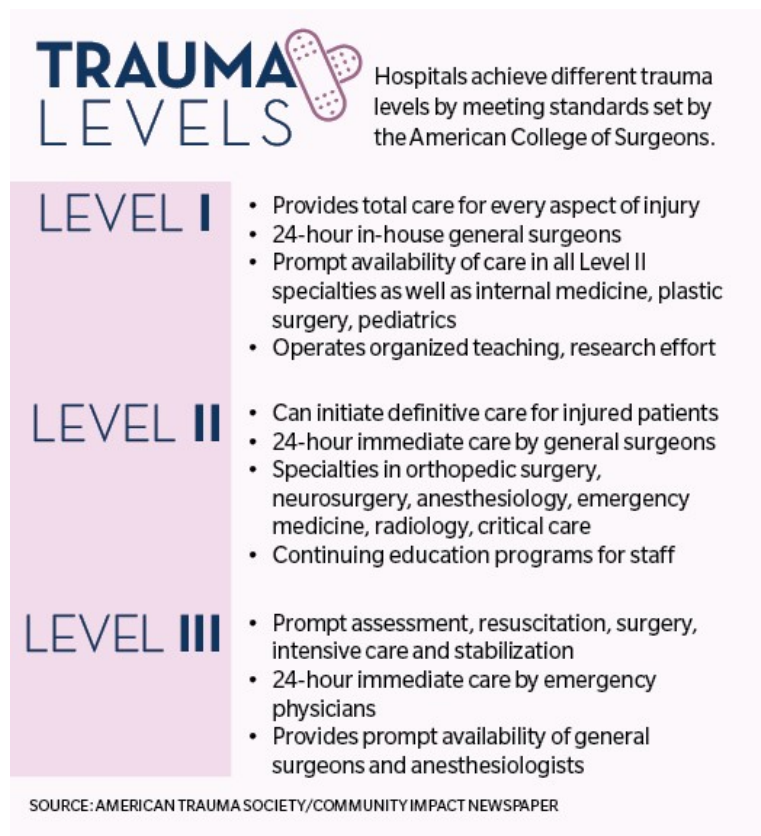 TRAUMA
LEVELS
Hospitals achieve different trauma
levels by meeting standards set by
the American College of Surgeons.
LEVEL I
• Provides total care for every aspect of injury
• 24-hour in-house general surgeons
• Prompt availability of care in all Level II
specialties as well as internal medicine, plastic
surgery, pediatrics
• Operates organized teaching, research effort
LEVEL II
• Can initiate definitive care for injured patients
• 24-hour immediate care by general surgeons
• Specialties in orthopedic surgery,
neurosurgery, anesthesiology, emergency
medicine, radiology, critical care
• Continuing education programs for staff
LEVEL III
• Prompt assessment, resuscitation, surgery,
intensive care and stabilization
• 24-hour immediate care by emergency
physicians
• Provides prompt availability of general
surgeons and anesthesiologists
SOURCE: AMERICAN TRAUMA SOCIETY/COMMUNITY IMPACT NEWSPAPER